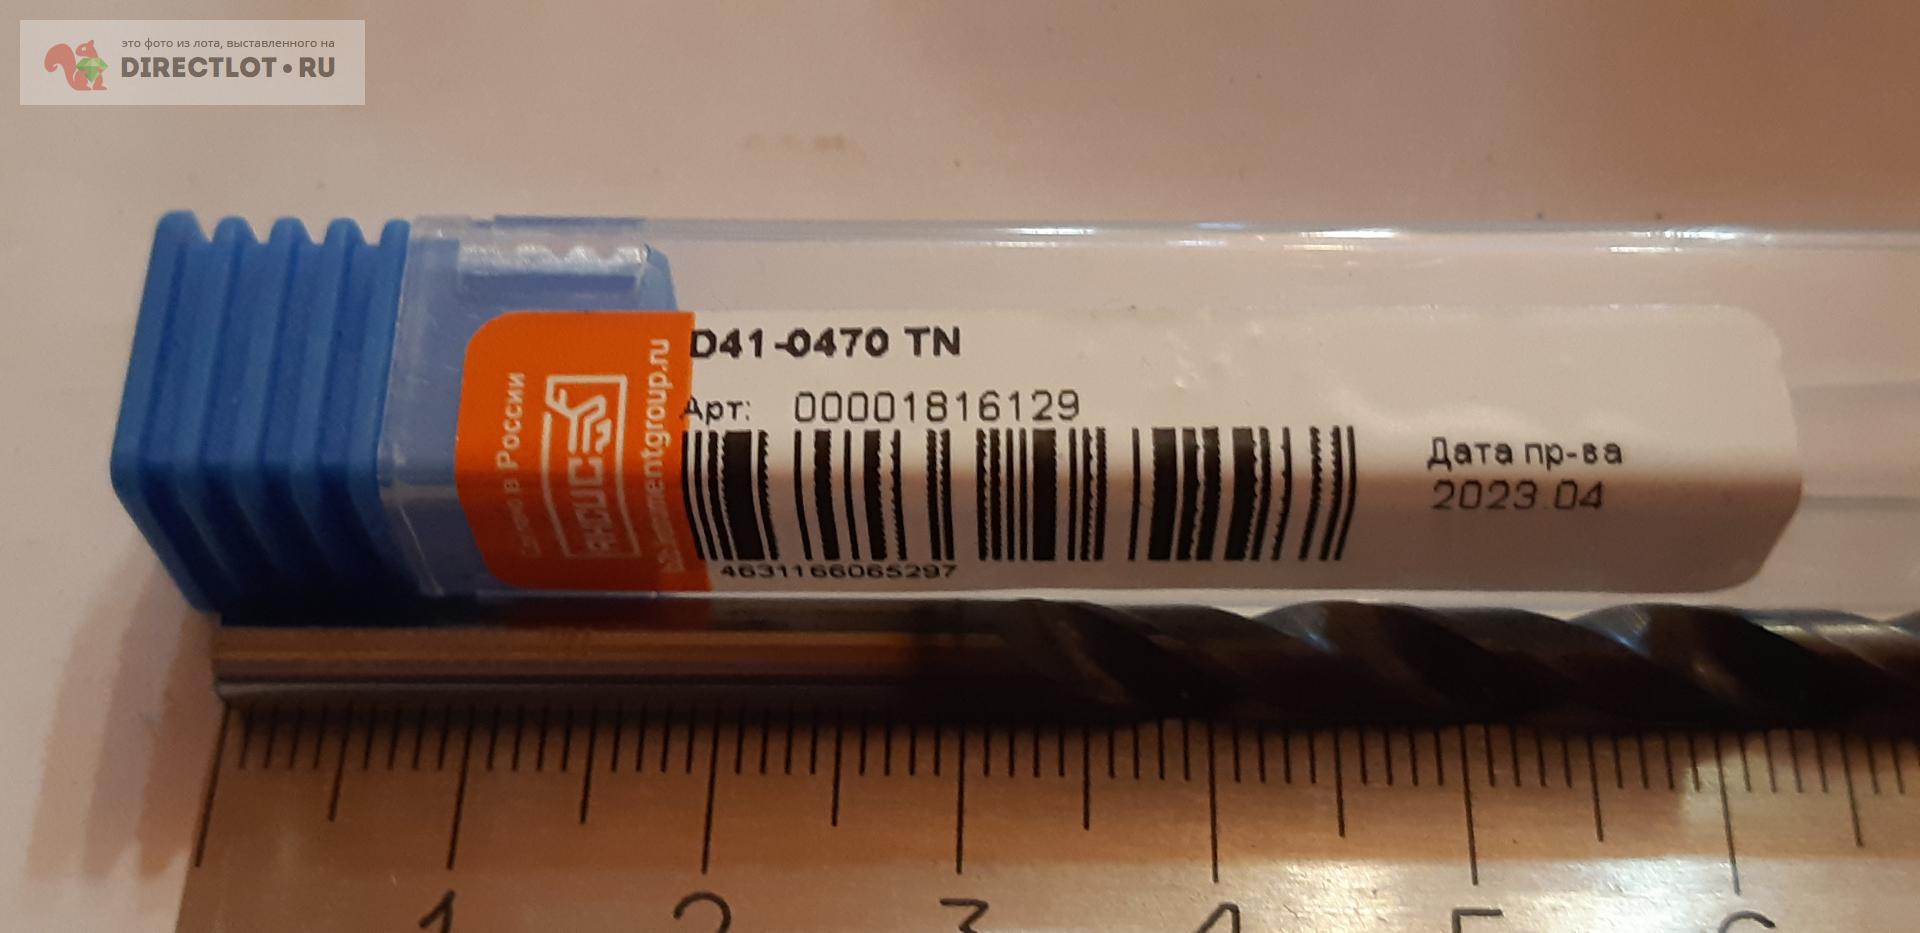 это фото из лота, выставленного на
DIRECTLOT•RU
D41-0470 TN
Арт: 00001816129
4631166065297
Дата пр-ва
2023.04
в России
1 2 3 4 5 6